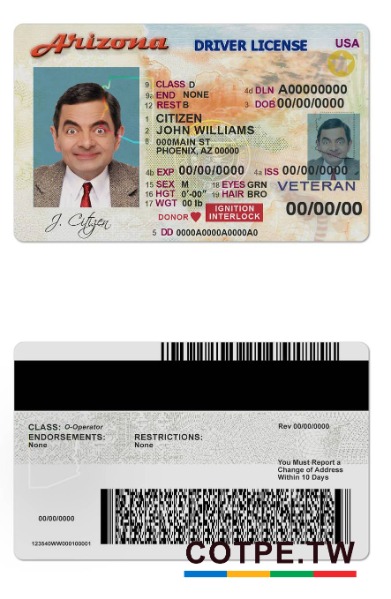 Arizona DRIVER LICENSE USA
9 CLASS D
9a END NONE 4d DLN A00000000
12 REST B 3 DOB 00/00/0000
1 CITIZEN
2 JOHN WILLIAMS
8 000MAIN ST
PHOENIX, AZ 00000
4b EXP 00/00/0000 4a ISS 00/00/0000
15 SEX M 18 EYES GRN VETERAN
16 HGT 0'-00" 19 HAIR BRO
17 WGT 00 lb 00/00/00
DONOR IGNITION
INTERLOCK
J. Citizen
5 DD 0000A0000A0000A0
CLASS: O-Operator Rev 00/00/0000
ENDORSEMENTS: RESTRICTIONS:
None None
You Must Report a
Change of Address
Within 10 Days
00/00/0000
123040WW000100001
COTPE.TW